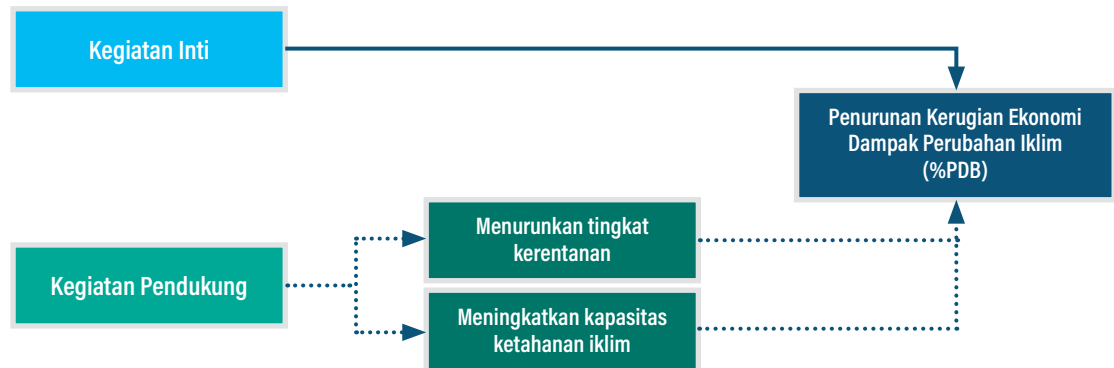 Kegiatan Inti
Penurunan Kerugian Ekonomi
Dampak Perubahan Iklim
(%PDB)
Menurunkan tingkat
kerentanan
Kegiatan Pendukung
Meningkatkan kapasitas
ketahanan iklim